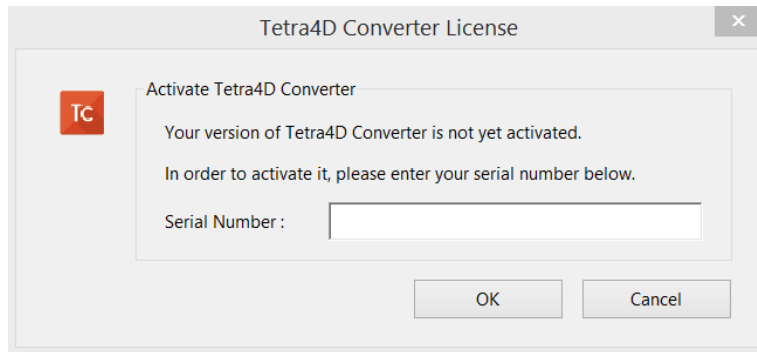 Tetra4D Converter License
Activate Tetra4D Converter
TC
Your version of Tetra4D Converter is not yet activated.
In order to activate it, please enter your serial number below.
Serial Number :
OK Cancel